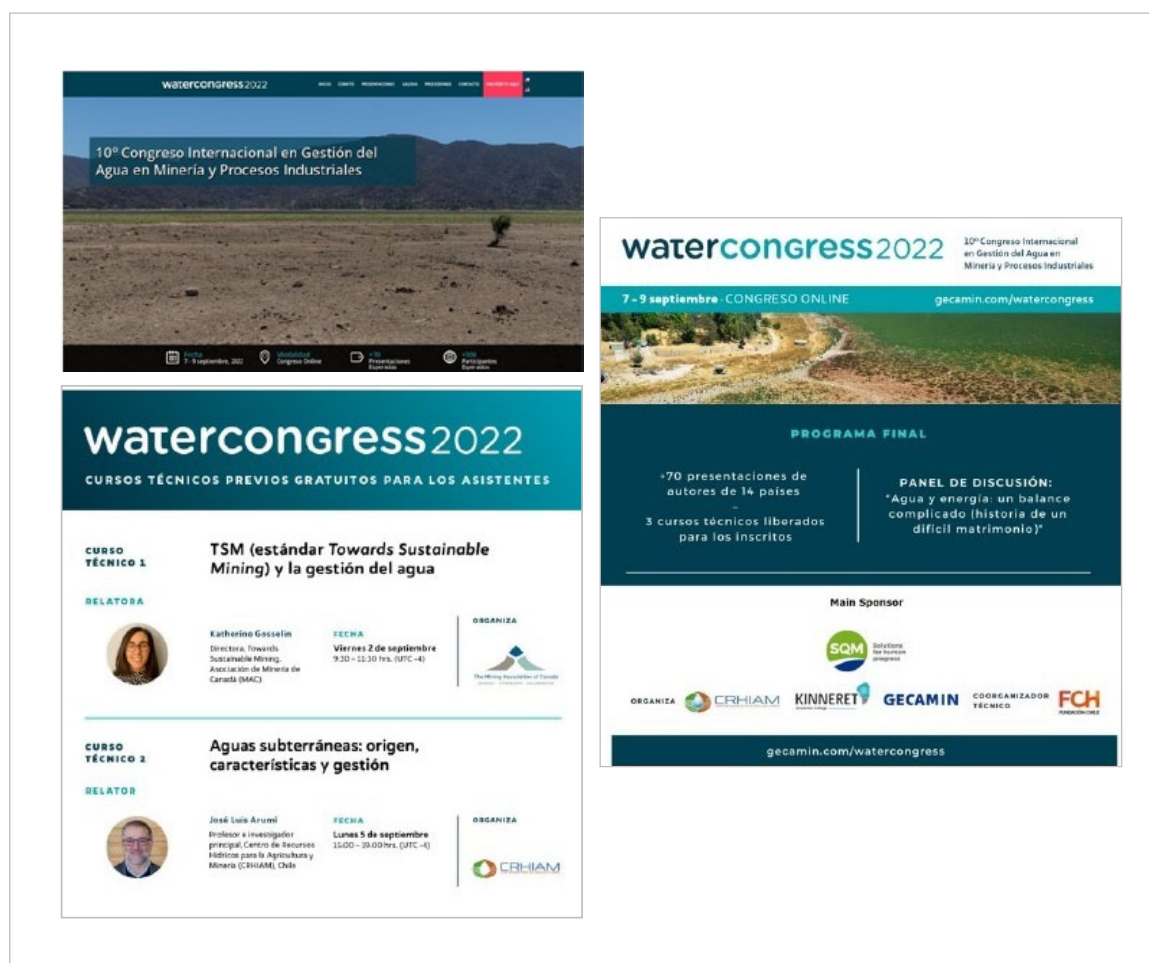 watercongress2022
INICIO COMITÉ PRESENTACIONES PROCEEDINGS CONTACTO
10º Congreso Internacional en Gestión del
Agua en Minería y Procesos Industriales
Fecha
7 - 9 septiembre, 2022
Modalidad
Congreso Online
+70
Presentaciones
Esperadas
Participantes
Esperados
watercongress2022
CURSOS TÉCNICOS PREVIOS GRATUITOS PARA LOS ASISTENTES
CURSO
TÉCNICO 1
TSM (estándar Towards Sustainable
Mining) y la gestión del agua
RELATORA
Katherine Gosselin
Directora, Towards
Sustainable Mining,
Asociación de Minería de
Canadá (MAC)
FECHA
Viernes 2 de septiembre
9:30 - 11:30 hrs. (UTC -4)
ORGANIZA
The Mining Association of Canada
CURSO
TÉCNICO 2
Aguas subterráneas: origen,
características y gestión
RELATOR
José Luis Arumí
Profesor e investigador
principal, Centro de Recursos
Hídricos para la Agricultura y
Minería (CRHIAM), Chile
FECHA
Lunes 5 de septiembre
15:00 - 19:00 hrs. (UTC -4)
ORGANIZA
CRHIAM
watercongress2022
10º Congreso Internacional
en Gestión del Agua en
Minería y Procesos Industriales
7 - 9 septiembre · CONGRESO ONLINE
gecamin.com/watercongress
PROGRAMA FINAL
+70 presentaciones de
autores de 14 países
–
3 cursos técnicos liberados
para los inscritos
PANEL DE DISCUSIÓN:
"Agua y energía: un balance
complicado (historia de un
difícil matrimonio)"
Main Sponsor
SQM
Solutions
for human
progress
ORGANIZA
CRHIAM
KINNERET
GECAMIN
COORGANIZADOR
TÉCNICO
FCH
FUNDACIÓN CHILE
gecamin.com/watercongress